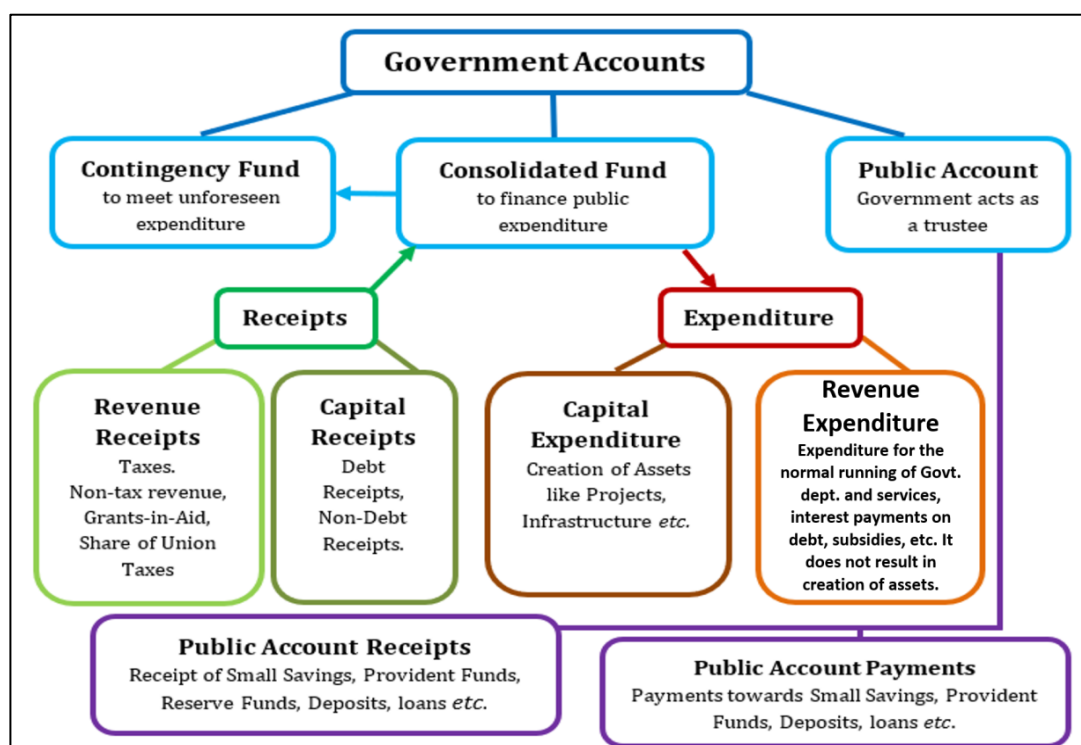 Government Accounts
Contingency Fund
to meet unforeseen
expenditure
Consolidated Fund
to finance public
expenditure
Public Account
Government acts as
a trustee
Receipts
Expenditure
Revenue
Receipts
Taxes.
Non-tax revenue,
Grants-in-Aid,
Share of Union
Taxes
Capital
Receipts
Debt
Receipts,
Non-Debt
Receipts.
Capital
Expenditure
Creation of Assets
like Projects,
Infrastructure etc.
Revenue
Expenditure
Expenditure for the
normal running of Govt.
dept. and services,
interest payments on
debt, subsidies, etc. It
does not result in
creation of assets.
Public Account Receipts
Receipt of Small Savings, Provident Funds,
Reserve Funds, Deposits, loans etc.
Public Account Payments
Payments towards Small Savings, Provident
Funds, Deposits, loans etc.